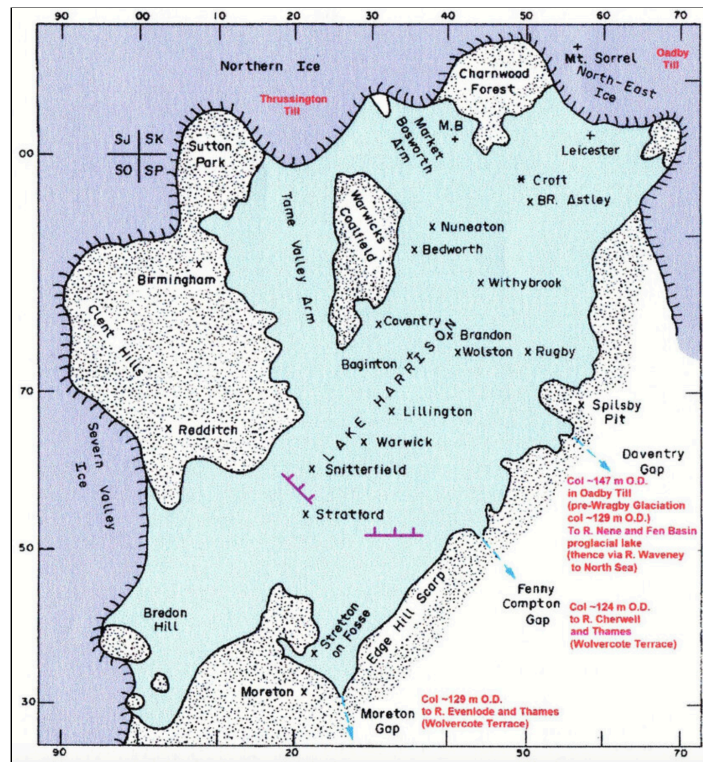 90
00
10
20
30
40
50
60
70
Northern Ice
Thrussington
Till
Charnwood
Forest
Mt. Sorrel
North-East
Ice
Oadby
Till
SJ SK
SO SP
Sutton
Park
Market
Bosworth
Arm
M.B
Leicester
00
Croft
BR. Astley
Tame Valley Arm
Warwicks
Coalfield
Nuneaton
Bedworth
Birmingham
Withybrook
Clent Hills
Coventry
Brandon
Wolston
Rugby
Baginton
LAKE HARRISON
70
Redditch
Lillington
Spilsby
Pit
Warwick
Snitterfield
Daventry
Gap
Severn Valley
Ice
Stratford
Col ~147 m O.D.
in Oadby Till
(pre-Wragby Glaciation
col ~129 m O.D.)
To R. Nene and Fen Basin
proglacial lake
(thence via R. Waveney
to North Sea)
50
Fenny
Compton
Gap
Col ~124 m O.D.
to R. Cherwell
and Thames
(Wolvercote Terrace)
Bredon
Hill
Stretton
on Fosse
Edge Hill Scarp
Moreton
30
Moreton
Gap
Col ~129 m O.D.
to R. Evenlode and Thames
(Wolvercote Terrace)
90
00
10
20
30
40
50
60
70